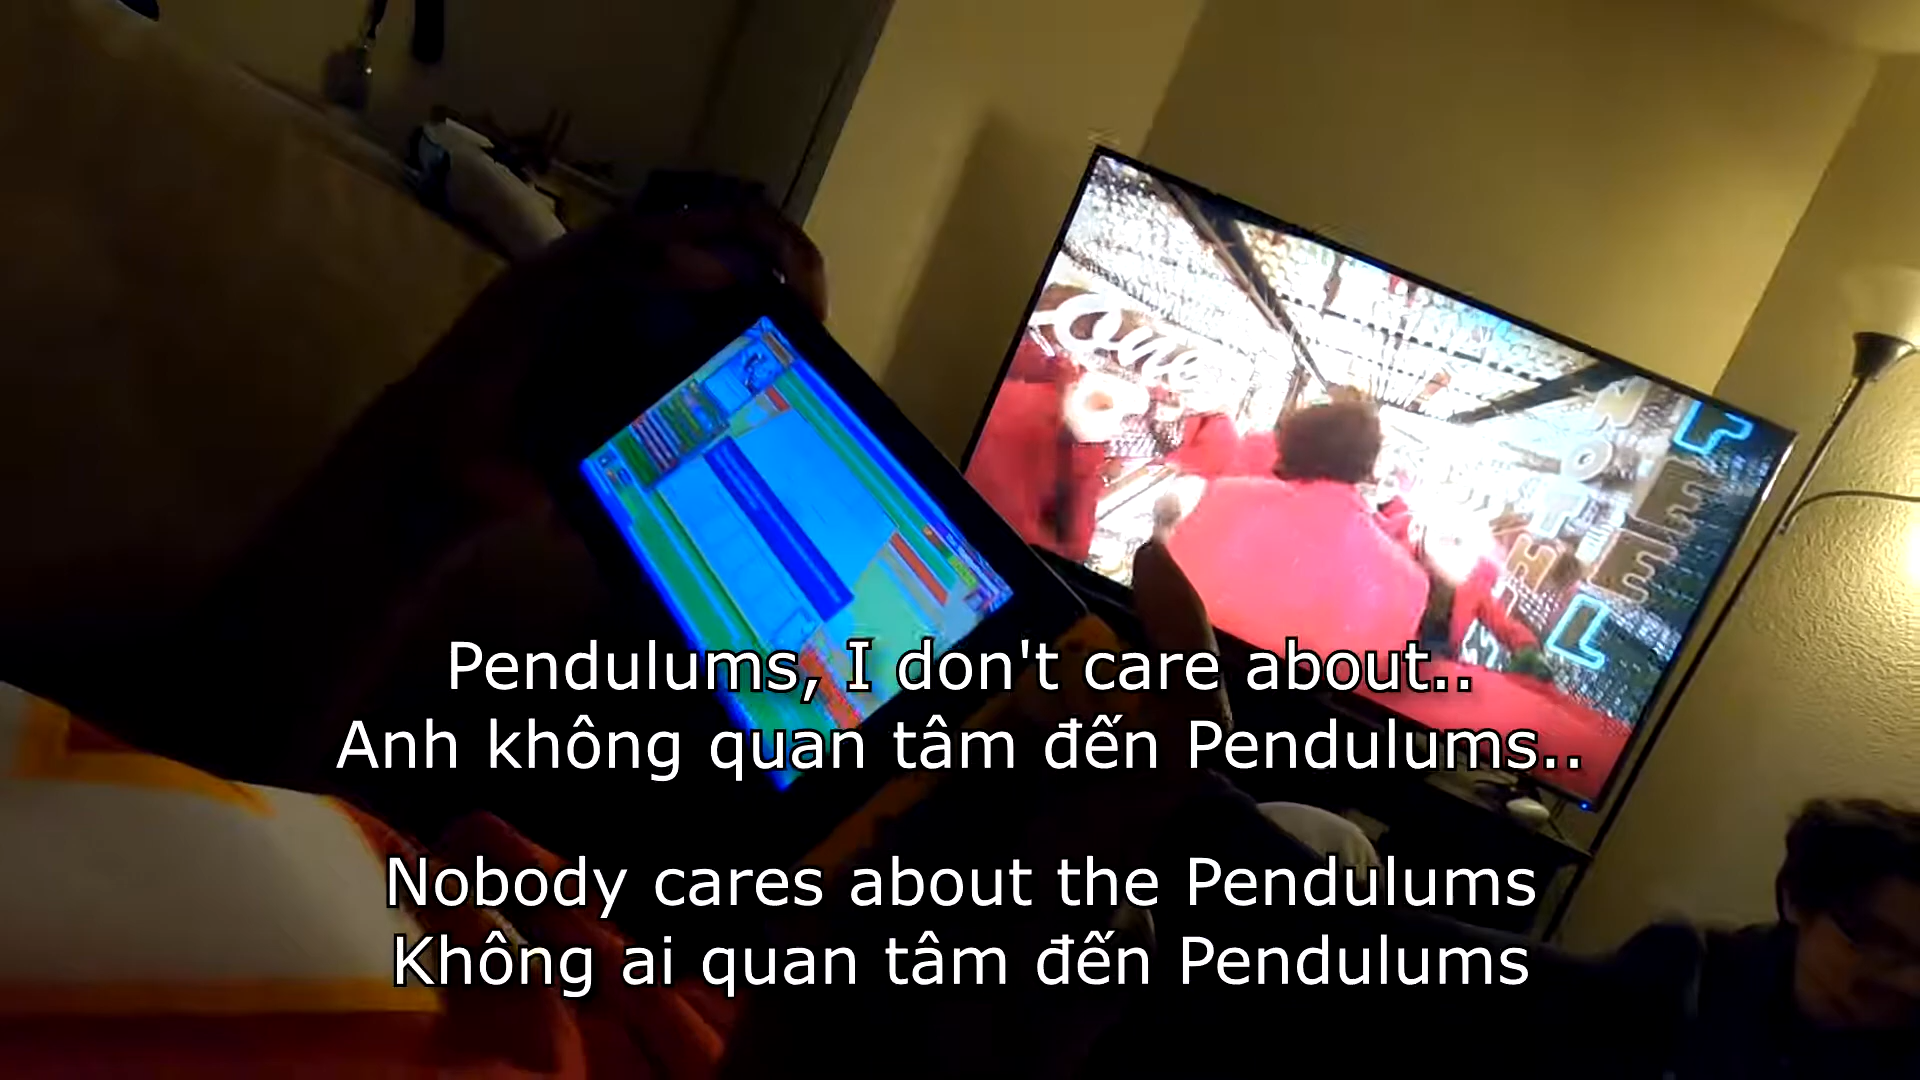 One
Pendulums, I don't care about..
Anh không quan tâm đến Pendulums..
Nobody cares about the Pendulums
Không ai quan tâm đến Pendulums